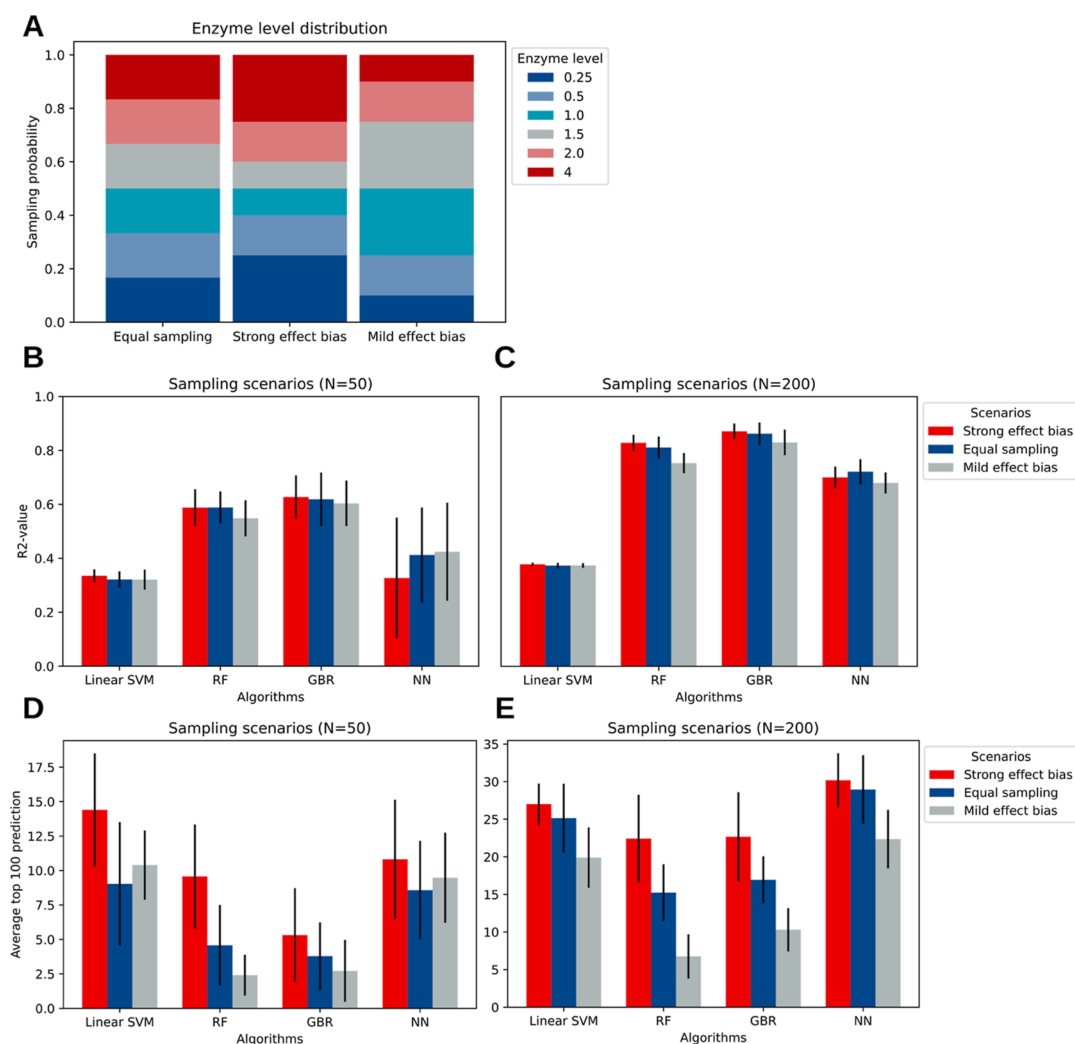 A
Enzyme level distribution
1.0
0.8
0.6
0.4
0.2
0.0
Sampling probability
Equal sampling Strong effect bias Mild effect bias
Enzyme level
0.25
0.5
1.0
1.5
2.0
4
B
Sampling scenarios (N=50)
1.0
0.8
0.6
0.4
0.2
0.0
R2-value
Linear SVM RF GBR NN
Algorithms
C
Sampling scenarios (N=200)
Linear SVM RF GBR NN
Algorithms
Scenarios
Strong effect bias
Equal sampling
Mild effect bias
D
Sampling scenarios (N=50)
17.5
15.0
12.5
10.0
7.5
5.0
2.5
0.0
Average top 100 prediction
Linear SVM RF GBR NN
Algorithms
E
Sampling scenarios (N=200)
35
30
25
20
15
10
5
0
Linear SVM RF GBR NN
Algorithms
Scenarios
Strong effect bias
Equal sampling
Mild effect bias